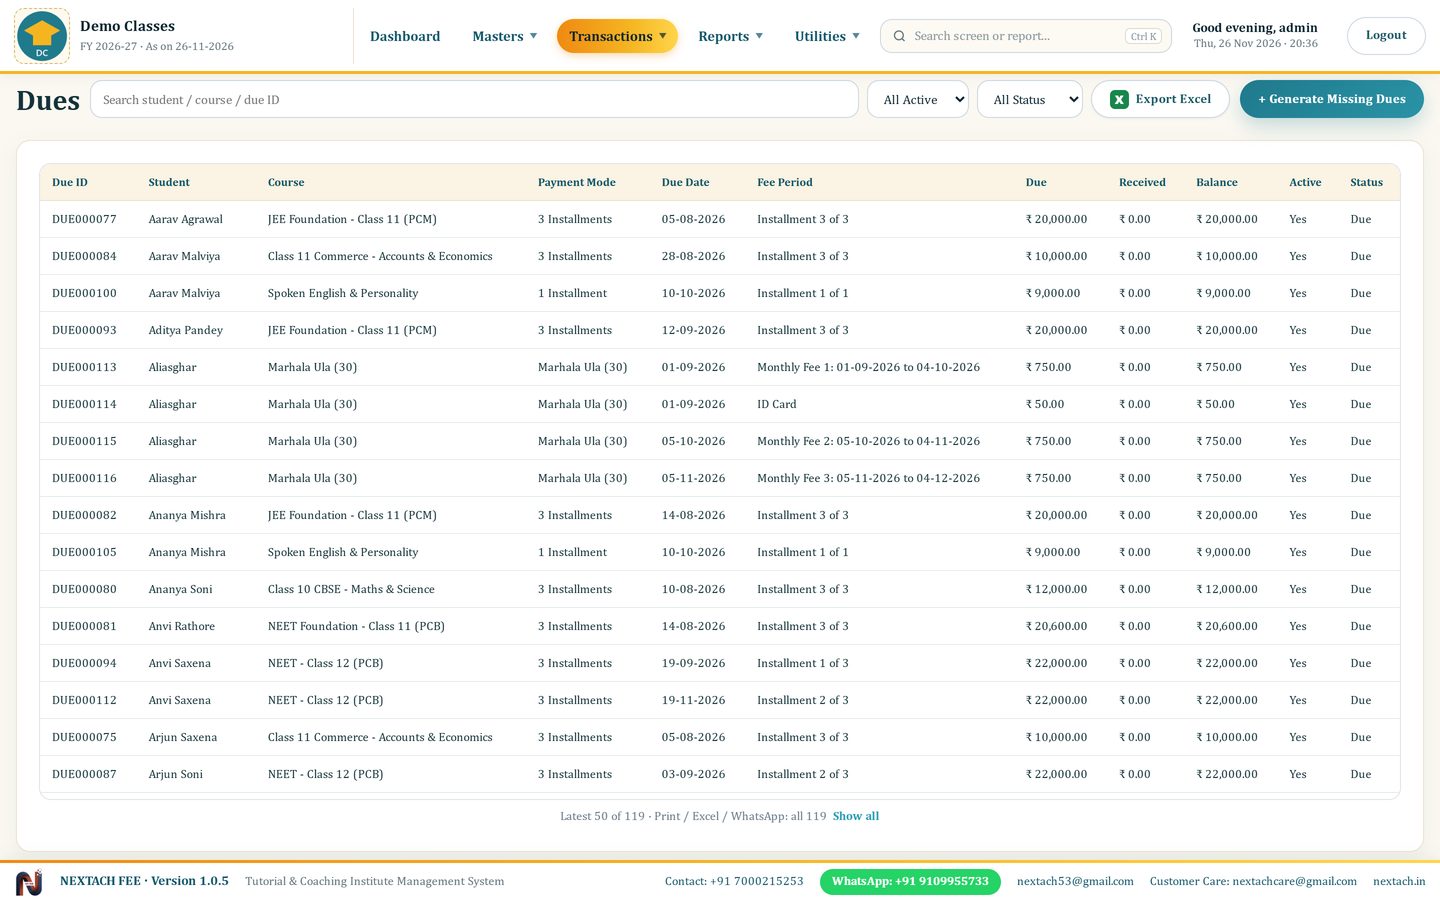 Demo Classes
FY 2026-27 · As on 26-11-2026
DC
Dashboard Masters Transactions Reports Utilities
Search screen or report... Ctrl K
Good evening, admin
Thu, 26 Nov 2026 · 20:36
Logout
Dues Search student / course / due ID All Active All Status X Export Excel + Generate Missing Dues
Due ID Student Course Payment Mode Due Date Fee Period Due Received Balance Active Status
DUE000077 Aarav Agrawal JEE Foundation - Class 11 (PCM) 3 Installments 05-08-2026 Installment 3 of 3 ₹ 20,000.00 ₹ 0.00 ₹ 20,000.00 Yes Due
DUE000084 Aarav Malviya Class 11 Commerce - Accounts & Economics 3 Installments 28-08-2026 Installment 3 of 3 ₹ 10,000.00 ₹ 0.00 ₹ 10,000.00 Yes Due
DUE000100 Aarav Malviya Spoken English & Personality 1 Installment 10-10-2026 Installment 1 of 1 ₹ 9,000.00 ₹ 0.00 ₹ 9,000.00 Yes Due
DUE000093 Aditya Pandey JEE Foundation - Class 11 (PCM) 3 Installments 12-09-2026 Installment 3 of 3 ₹ 20,000.00 ₹ 0.00 ₹ 20,000.00 Yes Due
DUE000113 Aliasghar Marhala Ula (30) Marhala Ula (30) 01-09-2026 Monthly Fee 1: 01-09-2026 to 04-10-2026 ₹ 750.00 ₹ 0.00 ₹ 750.00 Yes Due
DUE000114 Aliasghar Marhala Ula (30) Marhala Ula (30) 01-09-2026 ID Card ₹ 50.00 ₹ 0.00 ₹ 50.00 Yes Due
DUE000115 Aliasghar Marhala Ula (30) Marhala Ula (30) 05-10-2026 Monthly Fee 2: 05-10-2026 to 04-11-2026 ₹ 750.00 ₹ 0.00 ₹ 750.00 Yes Due
DUE000116 Aliasghar Marhala Ula (30) Marhala Ula (30) 05-11-2026 Monthly Fee 3: 05-11-2026 to 04-12-2026 ₹ 750.00 ₹ 0.00 ₹ 750.00 Yes Due
DUE000082 Ananya Mishra JEE Foundation - Class 11 (PCM) 3 Installments 14-08-2026 Installment 3 of 3 ₹ 20,000.00 ₹ 0.00 ₹ 20,000.00 Yes Due
DUE000105 Ananya Mishra Spoken English & Personality 1 Installment 10-10-2026 Installment 1 of 1 ₹ 9,000.00 ₹ 0.00 ₹ 9,000.00 Yes Due
DUE000080 Ananya Soni Class 10 CBSE - Maths & Science 3 Installments 10-08-2026 Installment 3 of 3 ₹ 12,000.00 ₹ 0.00 ₹ 12,000.00 Yes Due
DUE000081 Anvi Rathore NEET Foundation - Class 11 (PCB) 3 Installments 14-08-2026 Installment 3 of 3 ₹ 20,600.00 ₹ 0.00 ₹ 20,600.00 Yes Due
DUE000094 Anvi Saxena NEET - Class 12 (PCB) 3 Installments 19-09-2026 Installment 1 of 3 ₹ 22,000.00 ₹ 0.00 ₹ 22,000.00 Yes Due
DUE000112 Anvi Saxena NEET - Class 12 (PCB) 3 Installments 19-11-2026 Installment 2 of 3 ₹ 22,000.00 ₹ 0.00 ₹ 22,000.00 Yes Due
DUE000075 Arjun Saxena Class 11 Commerce - Accounts & Economics 3 Installments 05-08-2026 Installment 3 of 3 ₹ 10,000.00 ₹ 0.00 ₹ 10,000.00 Yes Due
DUE000087 Arjun Soni NEET - Class 12 (PCB) 3 Installments 03-09-2026 Installment 2 of 3 ₹ 22,000.00 ₹ 0.00 ₹ 22,000.00 Yes Due
Latest 50 of 119 · Print / Excel / WhatsApp: all 119 Show all
N NEXTACH FEE · Version 1.0.5 Tutorial & Coaching Institute Management System Contact: +91 7000215253 WhatsApp: +91 9109955733 nextach53@gmail.com Customer Care: nextachcare@gmail.com nextach.in